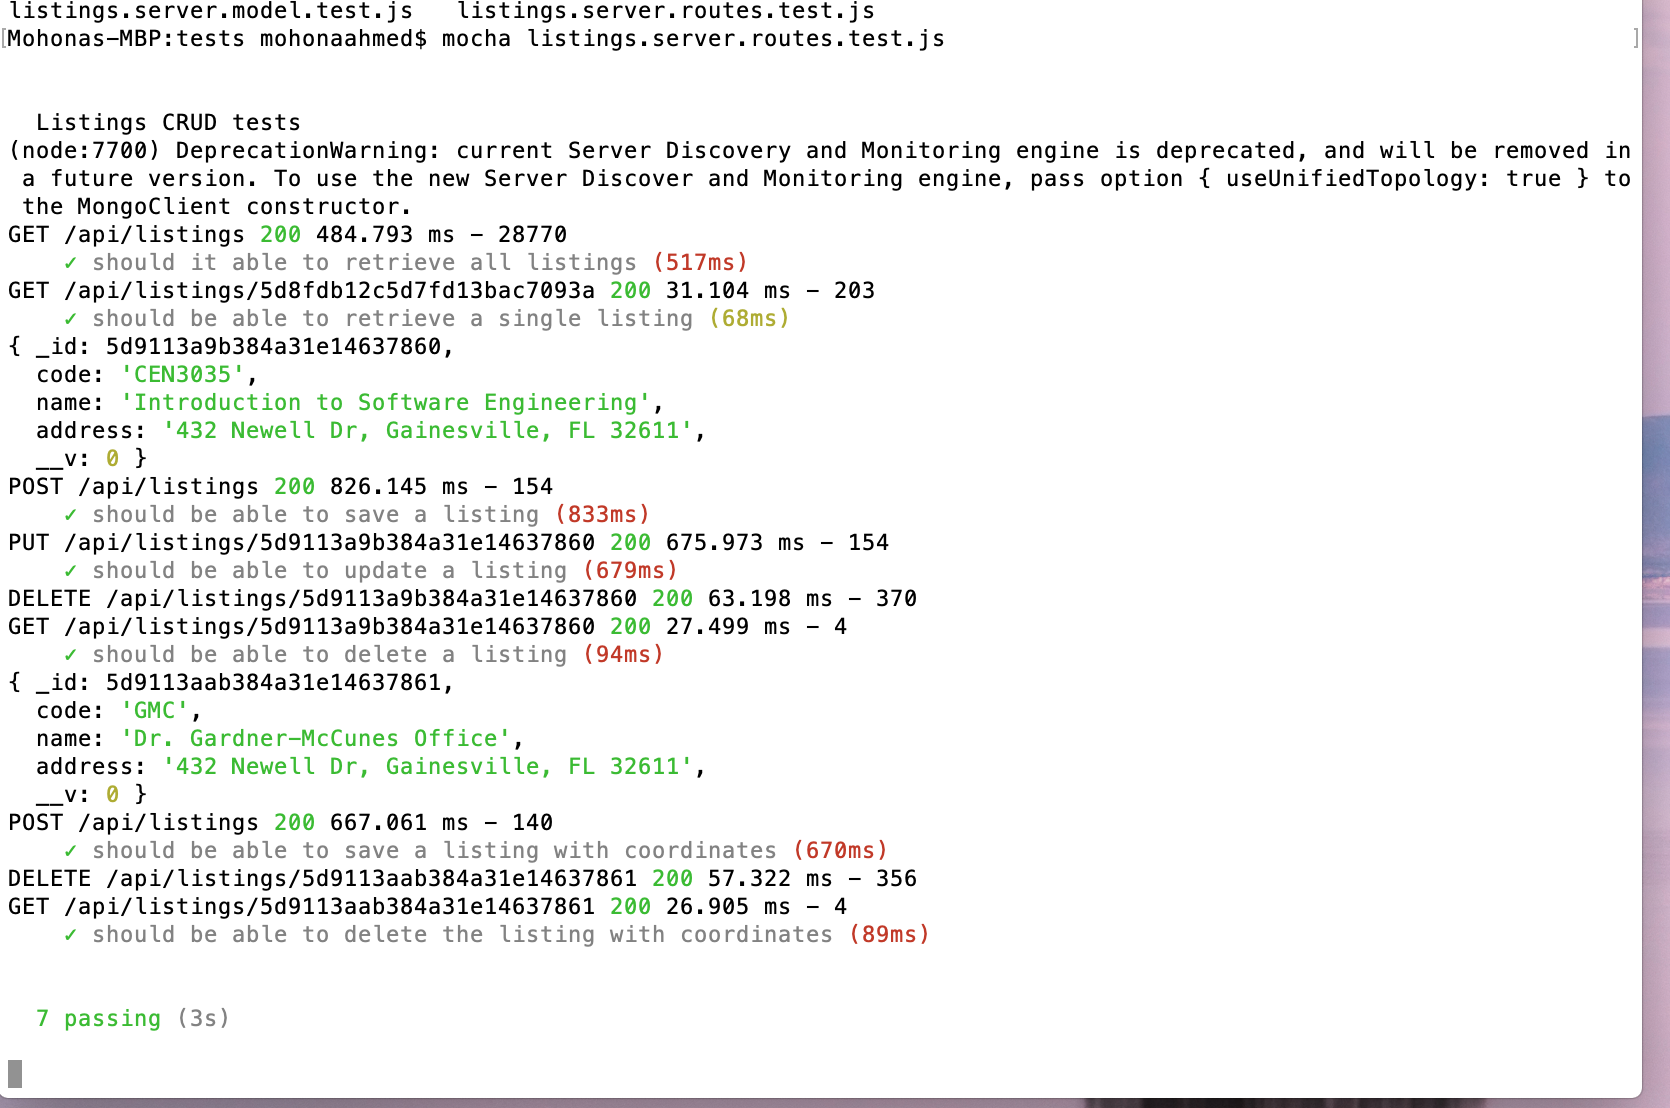 listings.server.model.test.js   listings.server.routes.test.js
[Mohonas-MBP:tests mohonaahmed$ mocha listings.server.routes.test.js ]
Listings CRUD tests
(node:7700) DeprecationWarning: current Server Discovery and Monitoring engine is deprecated, and will be removed in
a future version. To use the new Server Discover and Monitoring engine, pass option { useUnifiedTopology: true } to
the MongoClient constructor.
GET /api/listings 200 484.793 ms - 28770
✓ should it able to retrieve all listings (517ms)
GET /api/listings/5d8fdb12c5d7fd13bac7093a 200 31.104 ms - 203
✓ should be able to retrieve a single listing (68ms)
{ _id: 5d9113a9b384a31e14637860,
code: 'CEN3035',
name: 'Introduction to Software Engineering',
address: '432 Newell Dr, Gainesville, FL 32611',
__v: 0 }
POST /api/listings 200 826.145 ms - 154
✓ should be able to save a listing (833ms)
PUT /api/listings/5d9113a9b384a31e14637860 200 675.973 ms - 154
✓ should be able to update a listing (679ms)
DELETE /api/listings/5d9113a9b384a31e14637860 200 63.198 ms - 370
GET /api/listings/5d9113a9b384a31e14637860 200 27.499 ms - 4
✓ should be able to delete a listing (94ms)
{ _id: 5d9113aab384a31e14637861,
code: 'GMC',
name: 'Dr. Gardner-McCunes Office',
address: '432 Newell Dr, Gainesville, FL 32611',
__v: 0 }
POST /api/listings 200 667.061 ms - 140
✓ should be able to save a listing with coordinates (670ms)
DELETE /api/listings/5d9113aab384a31e14637861 200 57.322 ms - 356
GET /api/listings/5d9113aab384a31e14637861 200 26.905 ms - 4
✓ should be able to delete the listing with coordinates (89ms)
7 passing (3s)